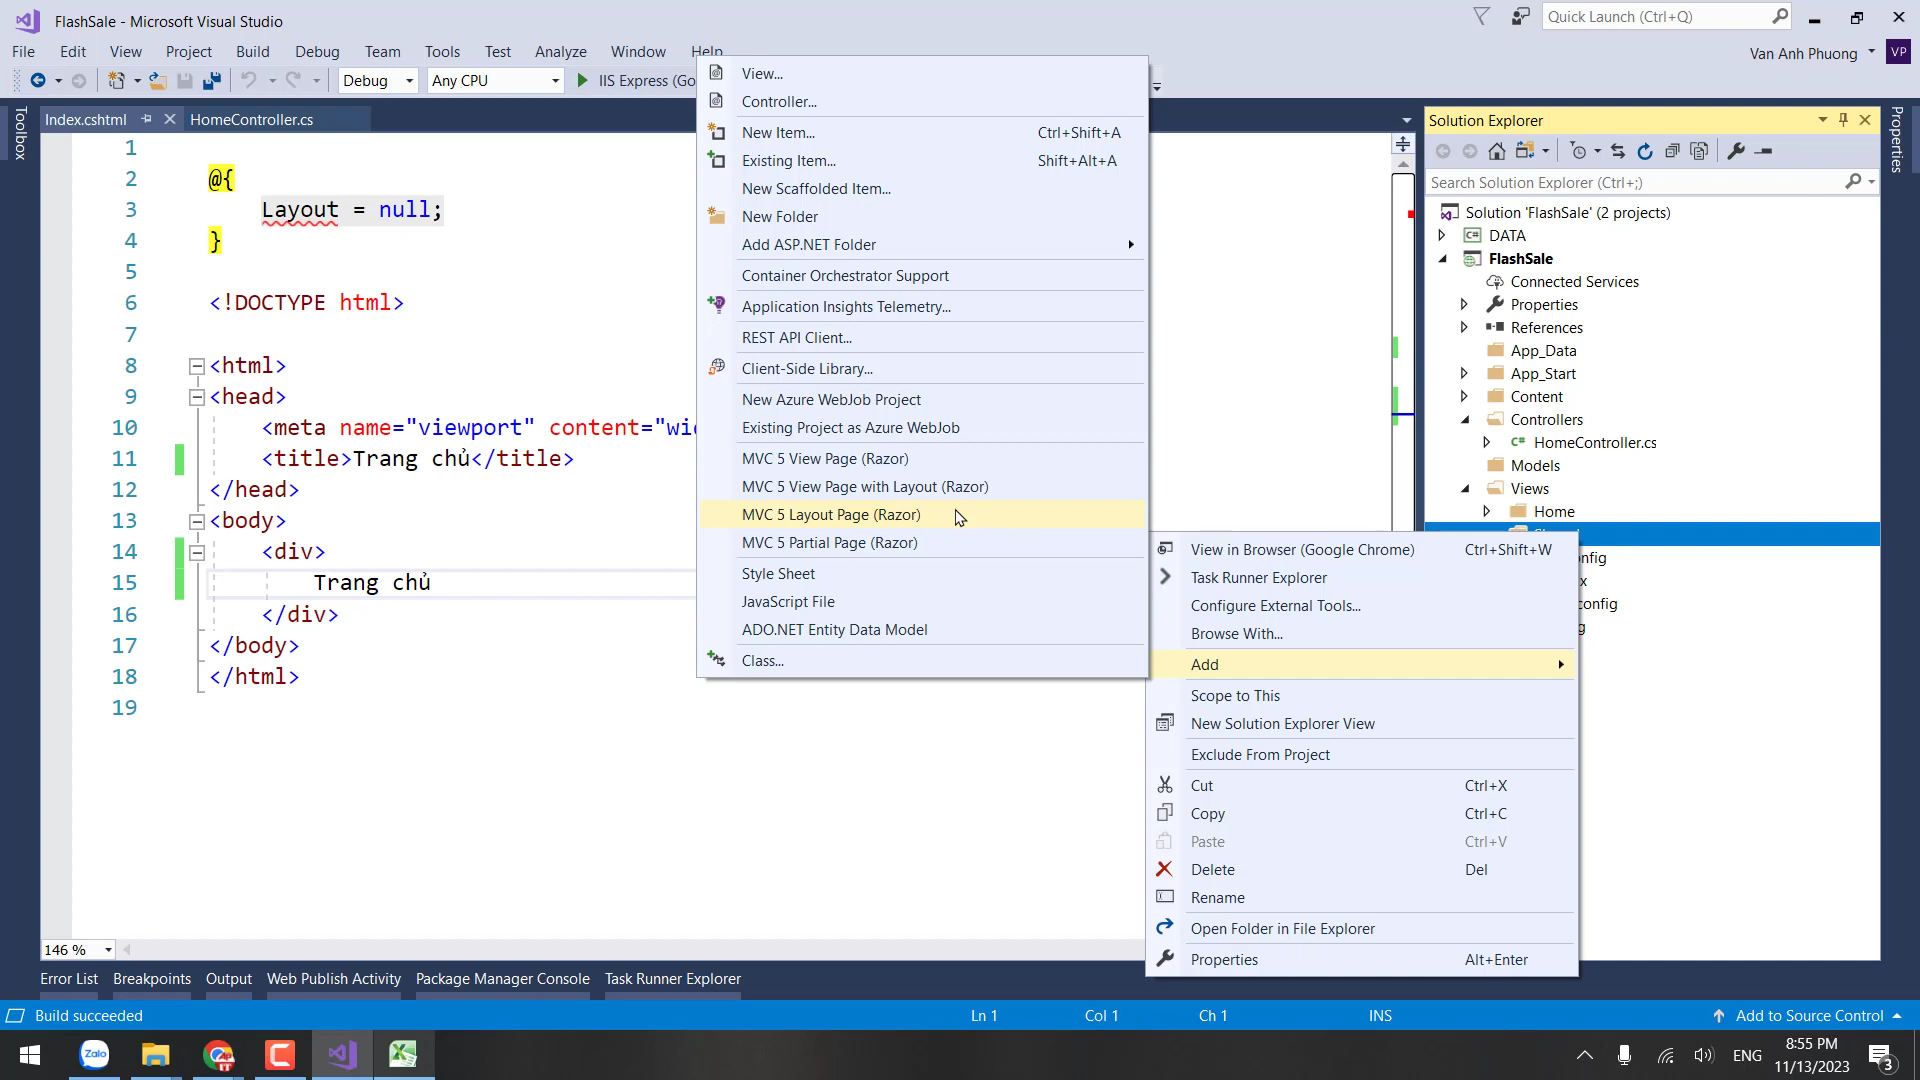 FlashSale - Microsoft Visual Studio
Quick Launch (Ctrl+Q)
File Edit View Project Build Debug Team Tools Test Analyze Window Help
Van Anh Phuong VP
Debug Any CPU IIS Express (Go
Toolbox
Index.cshtml HomeController.cs
1
2 @{
3 Layout = null;
4 }
5
6 <!DOCTYPE html>
7
8 <html>
9 <head>
10 <meta name="viewport" content="wi
11 <title>Trang chủ</title>
12 </head>
13 <body>
14 <div>
15 Trang chủ
16 </div>
17 </body>
18 </html>
19
146 %
View...
Controller...
New Item... Ctrl+Shift+A
Existing Item... Shift+Alt+A
New Scaffolded Item...
New Folder
Add ASP.NET Folder
Container Orchestrator Support
Application Insights Telemetry...
REST API Client...
Client-Side Library...
New Azure WebJob Project
Existing Project as Azure WebJob
MVC 5 View Page (Razor)
MVC 5 View Page with Layout (Razor)
MVC 5 Layout Page (Razor)
MVC 5 Partial Page (Razor)
Style Sheet
JavaScript File
ADO.NET Entity Data Model
Class...
View in Browser (Google Chrome) Ctrl+Shift+W
Task Runner Explorer
Configure External Tools...
Browse With...
Add
Scope to This
New Solution Explorer View
Exclude From Project
Cut Ctrl+X
Copy Ctrl+C
Paste Ctrl+V
Delete Del
Rename
Open Folder in File Explorer
Properties Alt+Enter
Solution Explorer
Search Solution Explorer (Ctrl+;)
Solution 'FlashSale' (2 projects)
DATA
FlashSale
Connected Services
Properties
References
App_Data
App_Start
Content
Controllers
HomeController.cs
Models
Views
Home
nfig
x
config
g
Properties
Error List Breakpoints Output Web Publish Activity Package Manager Console Task Runner Explorer
Build succeeded Ln 1 Col 1 Ch 1 INS Add to Source Control
Zalo
ENG
8:55 PM
11/13/2023
3